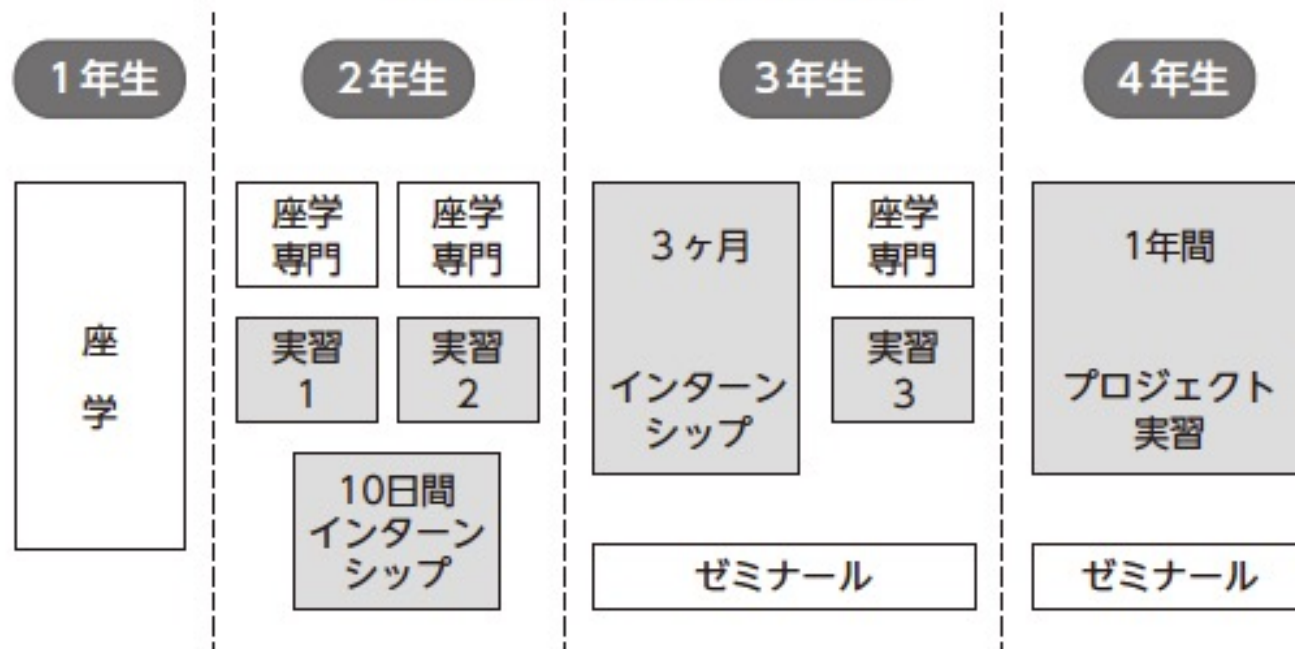 1年生
座
学
2年生
座学
専門
座学
専門
実習
1
実習
2
10日間
インターン
シップ
3年生
3ヶ月
インターン
シップ
座学
専門
実習
3
ゼミナール
4年生
1年間
プロジェクト
実習
ゼミナール